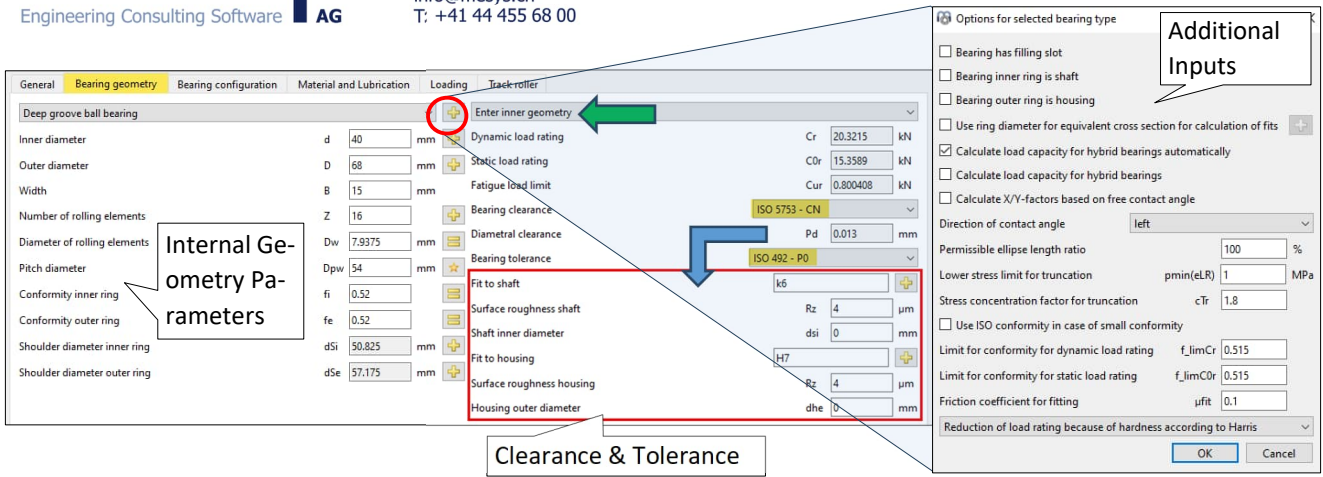 info@mesys.ch
Engineering Consulting Software AG T: +41 44 455 68 00
General Bearing geometry Bearing configuration Material and Lubrication Loading Track roller
Deep groove ball bearing
Enter inner geometry
Inner diameter d 40 mm
Dynamic load rating Cr 20.3215 kN
Outer diameter D 68 mm
Static load rating C0r 15.3589 kN
Width B 15 mm
Fatigue load limit Cur 0.800408 kN
Number of rolling elements Z 16
Bearing clearance ISO 5753 - CN
Diameter of rolling elements Dw 7.9375 mm
Diametral clearance Pd 0.013 mm
Pitch diameter Dpw 54 mm
Bearing tolerance ISO 492 - P0
Conformity inner ring fi 0.52
Fit to shaft k6
Conformity outer ring fe 0.52
Surface roughness shaft Rz 4 µm
Shoulder diameter inner ring dSi 50.825 mm
Shaft inner diameter dsi 0 mm
Shoulder diameter outer ring dSe 57.175 mm
Fit to housing H7
Surface roughness housing Rz 4 µm
Housing outer diameter dhe 0 mm
Internal Ge-
ometry Pa-
rameters
Clearance & Tolerance
Options for selected bearing type
Additional
Inputs
Bearing has filling slot
Bearing inner ring is shaft
Bearing outer ring is housing
Use ring diameter for equivalent cross section for calculation of fits
Calculate load capacity for hybrid bearings automatically
Calculate load capacity for hybrid bearings
Calculate X/Y-factors based on free contact angle
Direction of contact angle left
Permissible ellipse length ratio 100 %
Lower stress limit for truncation pmin(eLR) 1 MPa
Stress concentration factor for truncation cTr 1.8
Use ISO conformity in case of small conformity
Limit for conformity for dynamic load rating f_limCr 0.515
Limit for conformity for static load rating f_limC0r 0.515
Friction coefficient for fitting µfit 0.1
Reduction of load rating because of hardness according to Harris
OK Cancel